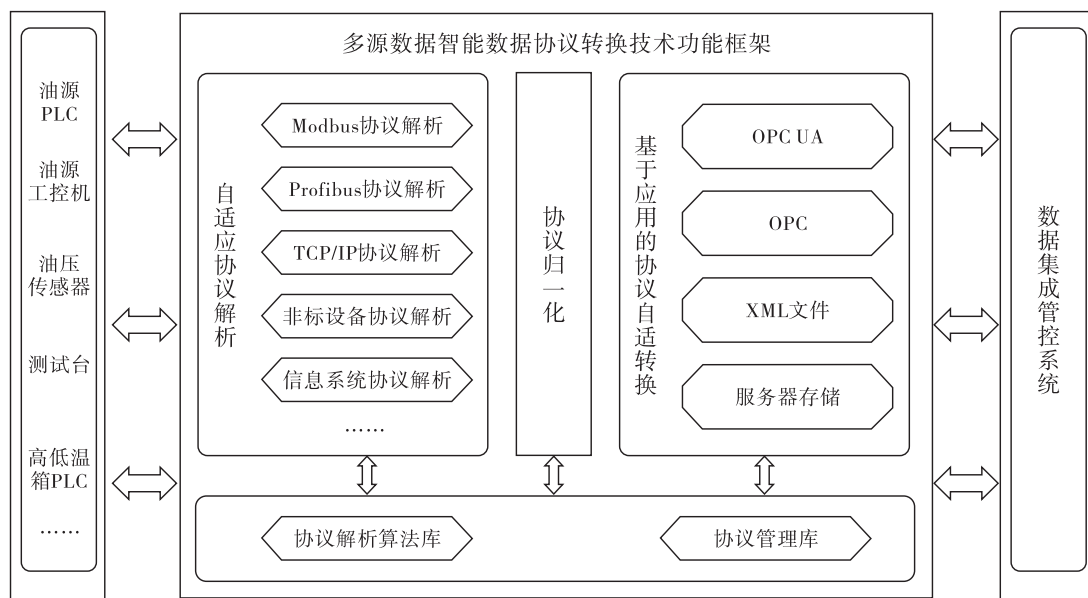 多源数据智能数据协议转换技术功能框架
油源
PLC
油源
工控机
油压
传感器
测试台
高低温
箱PLC
……
自适应协议解析
Modbus协议解析
Profibus协议解析
TCP/IP协议解析
非标设备协议解析
信息系统协议解析
……
协议归一化
基于应用的协议自适转换
OPC UA
OPC
XML文件
服务器存储
协议解析算法库
协议管理库
数据集成管控系统